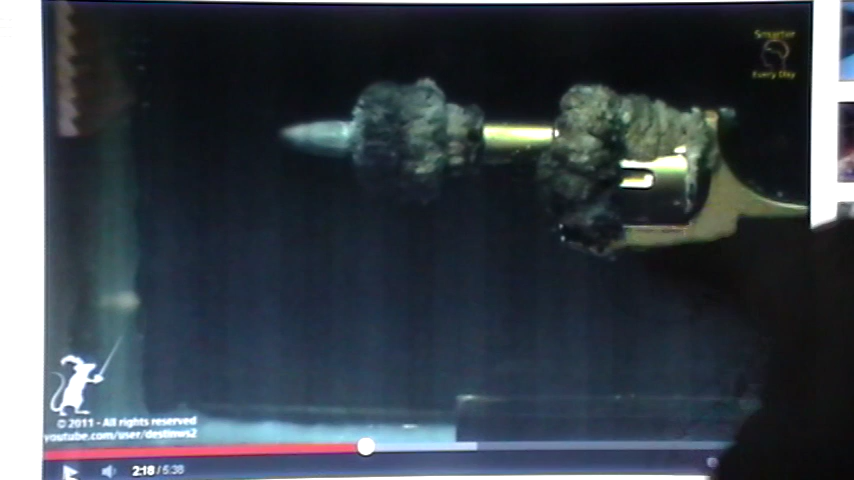 Smarter
Every Day
© 2011 - All rights reserved
youtube.com/user/destinws2
2:18 / 5:38